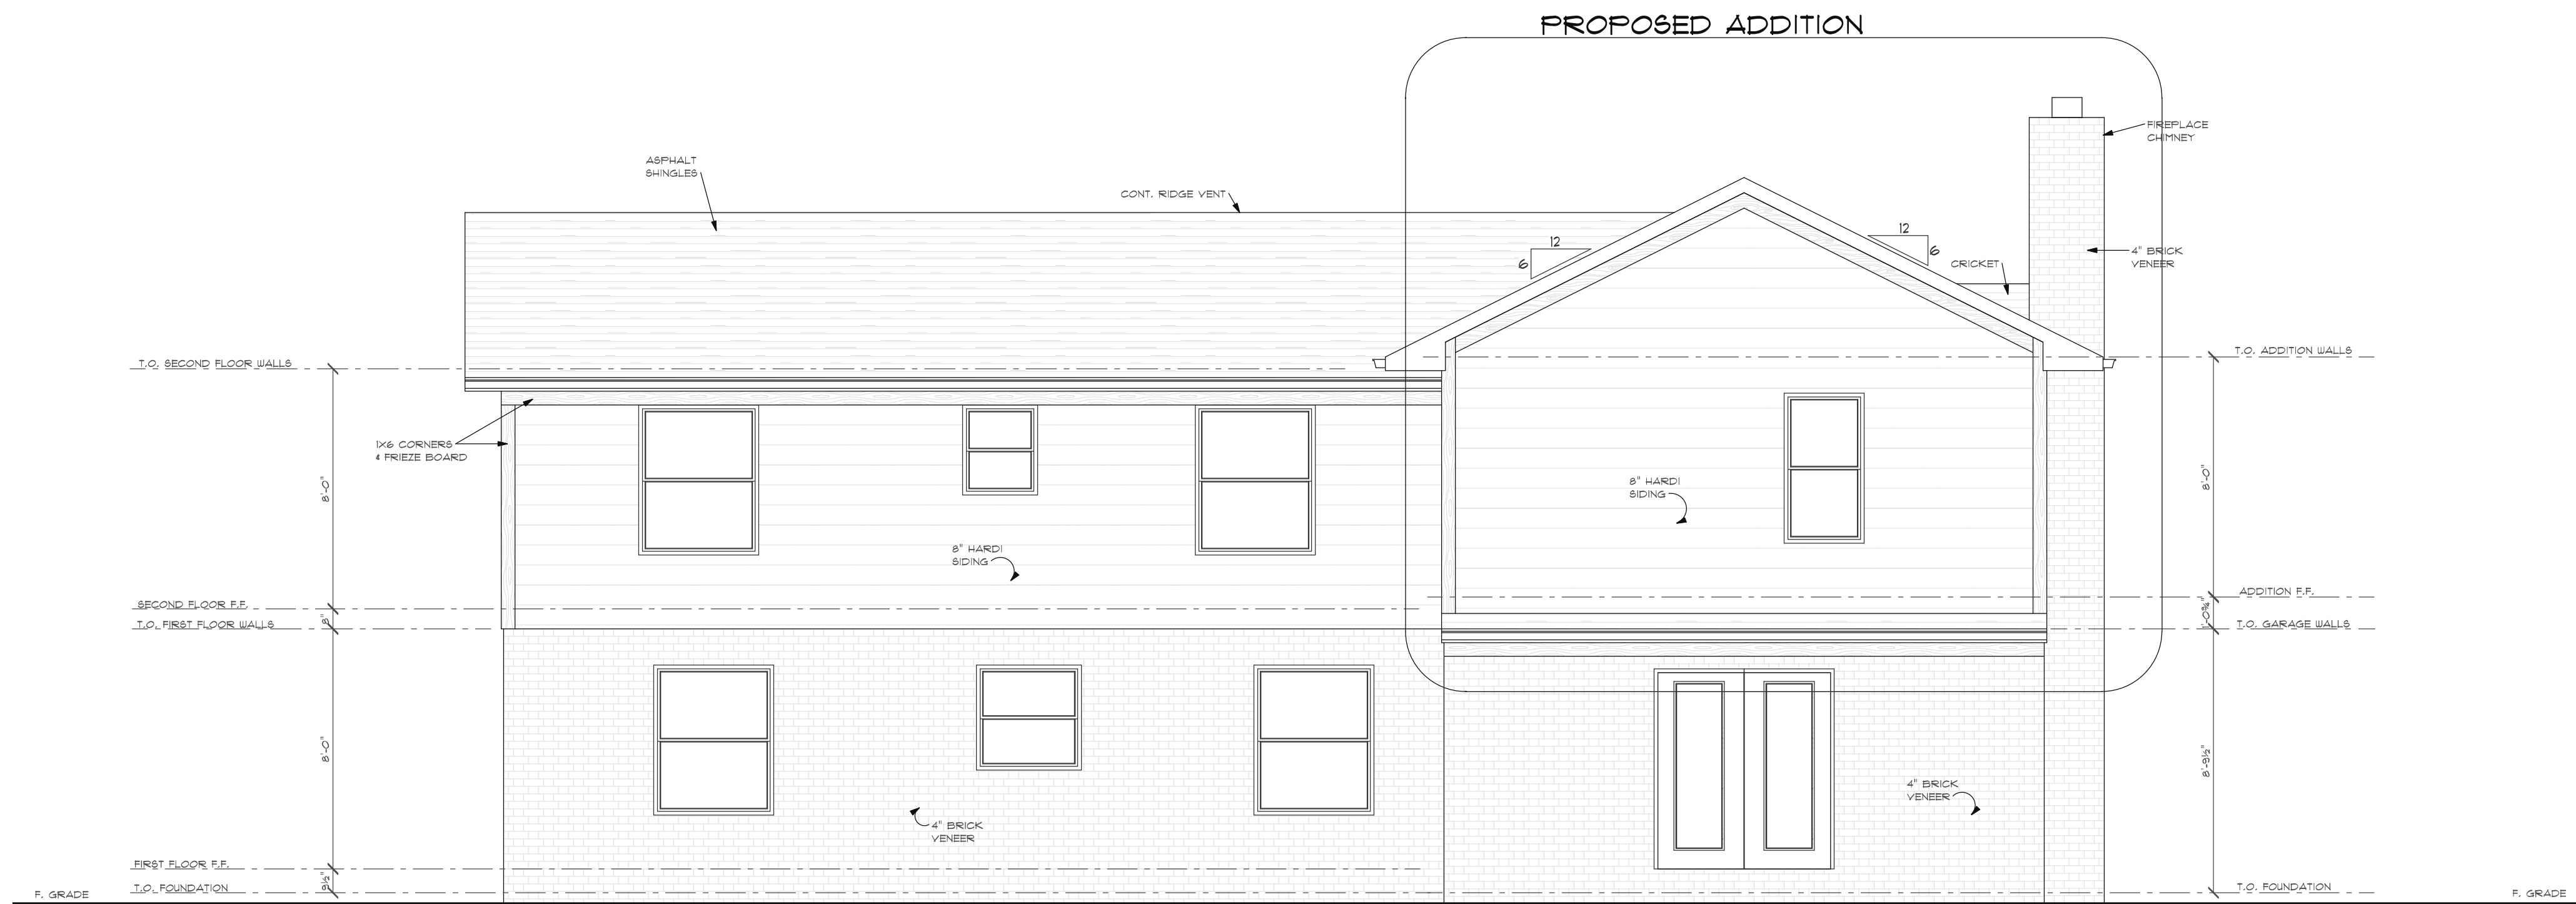 PROPOSED ADDITION
FIREPLACE
CHIMNEY
ASPHALT
SHINGLES
CONT. RIDGE VENT
12
6
12
6
CRICKET
4" BRICK
VENEER
T.O. SECOND FLOOR WALLS
T.O. ADDITION WALLS
1X6 CORNERS
& FRIEZE BOARD
8'-0"
8'-0"
8" HARDI
SIDING
8" HARDI
SIDING
SECOND FLOOR F.F.
ADDITION F.F.
8"
T.O. FIRST FLOOR WALLS
T.O. GARAGE WALLS
8'-0"
8'-9½"
4" BRICK
VENEER
4" BRICK
VENEER
FIRST FLOOR F.F.
9½"
T.O. FOUNDATION
T.O. FOUNDATION
F. GRADE
F. GRADE